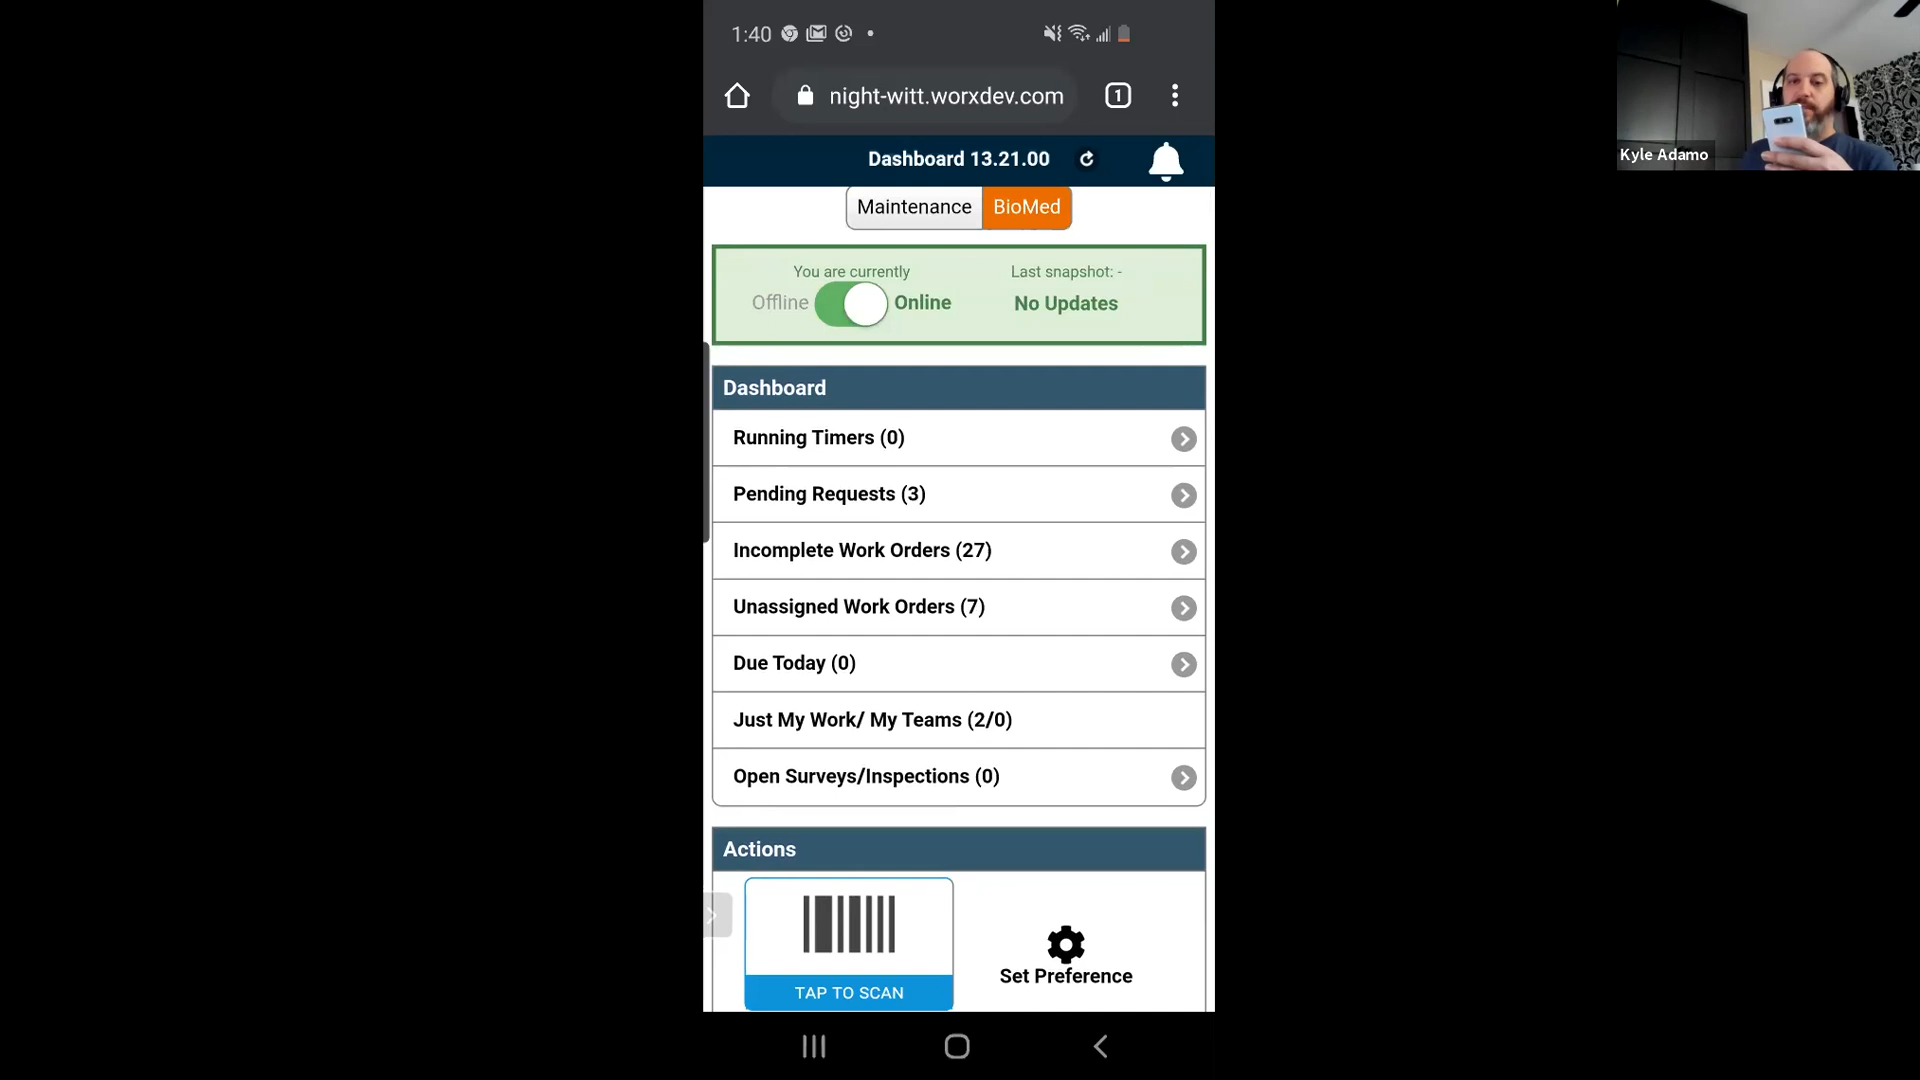 1:40
night-witt.worxdev.com
1
Dashboard 13.21.00
Maintenance
BioMed
You are currently
Offline
Online
Last snapshot: -
No Updates
Dashboard
Running Timers (0)
Pending Requests (3)
Incomplete Work Orders (27)
Unassigned Work Orders (7)
Due Today (0)
Just My Work/ My Teams (2/0)
Open Surveys/Inspections (0)
Actions
TAP TO SCAN
Set Preference
Kyle Adamo